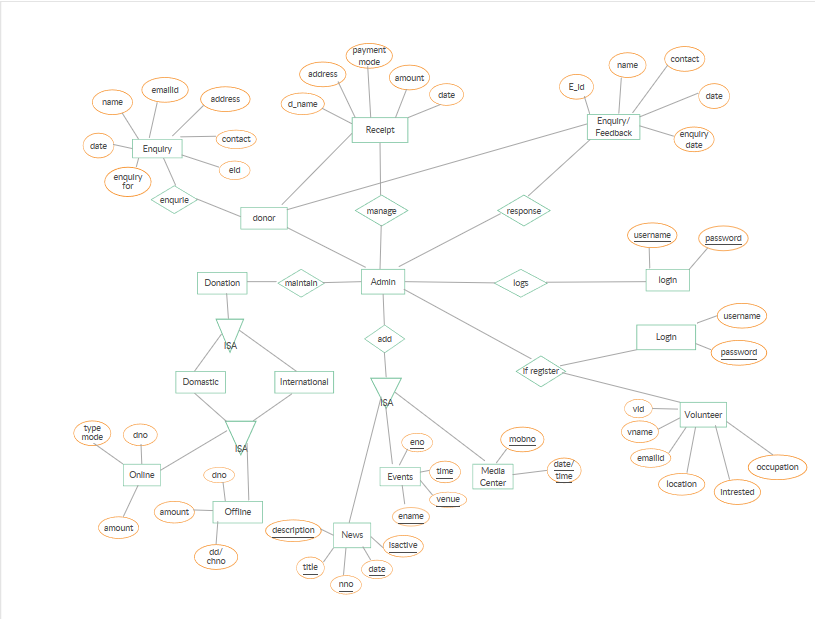 payment
mode
contact
name
address
amount
emailid
E_id
date
address
name
d_name
date
Receipt
Enquiry/
Feedback
contact
enquiry
date
date
Enquiry
eid
enquiry
for
enqurie
manage
response
donor
username
password
Donation
maintain
Admin
logs
login
username
add
Login
ISA
password
if register
Domastic
International
ISA
vid
Volunteer
type
mode
dno
vname
eno
mobno
ISA
emailid
occupation
Online
dno
Events
time
Media
Center
date/
time
location
Intrested
amount
Offline
venue
amount
ename
description
News
isactive
dd/
chno
title
date
nno